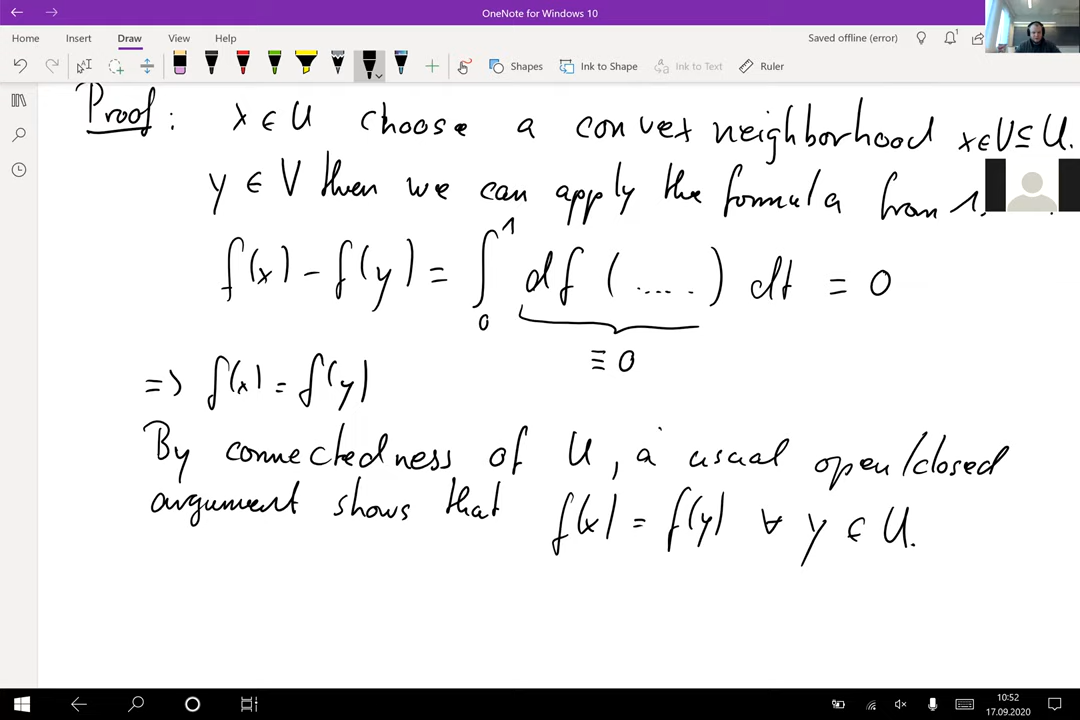 OneNote for Windows 10
Home Insert Draw View Help Saved offline (error)
Shapes Ink to Shape Ink to Text Ruler
Proof: x ∈ U choose a convex neighborhood x ∈ V ⊆ U.
y ∈ V then we can apply the formula from 1.
f(x) - f(y) = ∫₀¹ df (.....) dt = 0
≡ 0
=> f(x) = f(y)
By connectedness of U, a usual open/closed
argument shows that f(x) = f(y) ∀ y ∈ U.
10:52
17.09.2020